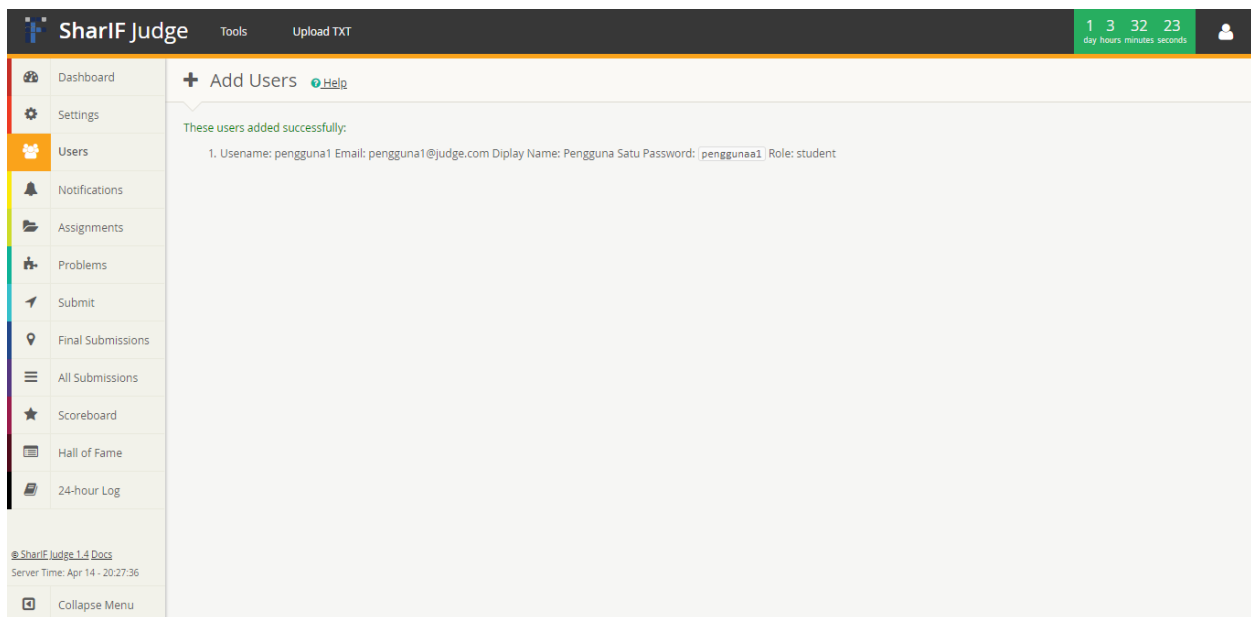 SharIF Judge Tools Upload TXT
1 3 32 23
day hours minutes seconds
Dashboard
Settings
Users
Notifications
Assignments
Problems
Submit
Final Submissions
All Submissions
Scoreboard
Hall of Fame
24-hour Log
© SharIF Judge 1.4 Docs
Server Time: Apr 14 - 20:27:36
Collapse Menu
Add Users Help
These users added successfully:
1. Usename: pengguna1 Email: pengguna1@judge.com Diplay Name: Pengguna Satu Password: penggunaa1 Role: student